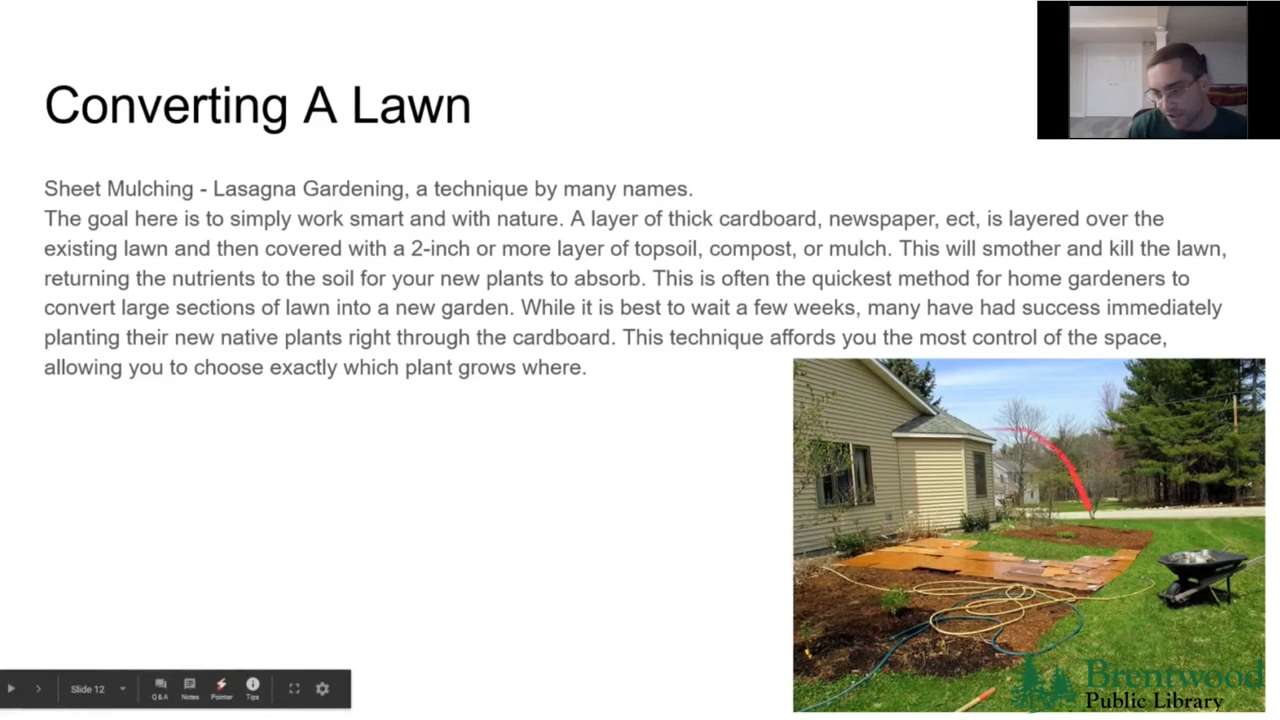 Converting A Lawn
Sheet Mulching - Lasagna Gardening, a technique by many names.
The goal here is to simply work smart and with nature. A layer of thick cardboard, newspaper, ect, is layered over the
existing lawn and then covered with a 2-inch or more layer of topsoil, compost, or mulch. This will smother and kill the lawn,
returning the nutrients to the soil for your new plants to absorb. This is often the quickest method for home gardeners to
convert large sections of lawn into a new garden. While it is best to wait a few weeks, many have had success immediately
planting their new native plants right through the cardboard. This technique affords you the most control of the space,
allowing you to choose exactly which plant grows where.
Slide 12
Q & A
Notes
Pointer
Tips
Brentwood
Public Library